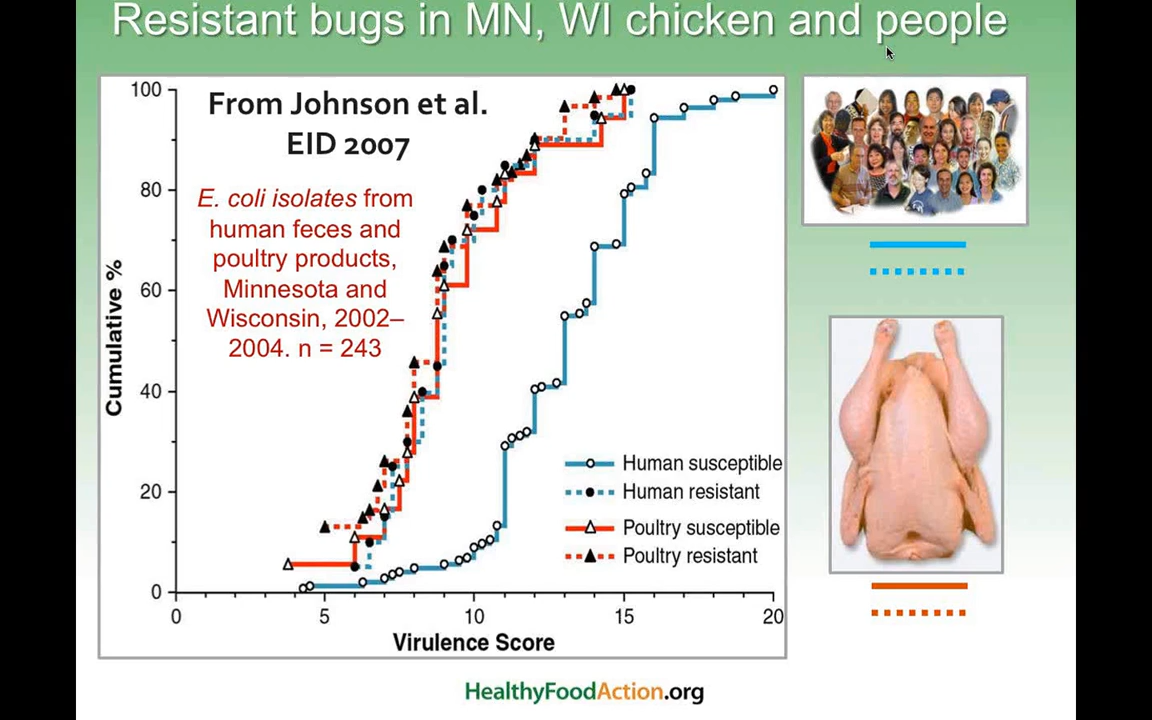 Resistant bugs in MN, WI chicken and people
From Johnson et al.
EID 2007
E. coli isolates from
human feces and
poultry products,
Minnesota and
Wisconsin, 2002–
2004. n = 243
Cumulative %
100
80
60
40
20
0
0
5
10
15
20
Virulence Score
Human susceptible
Human resistant
Poultry susceptible
Poultry resistant
HealthyFoodAction.org